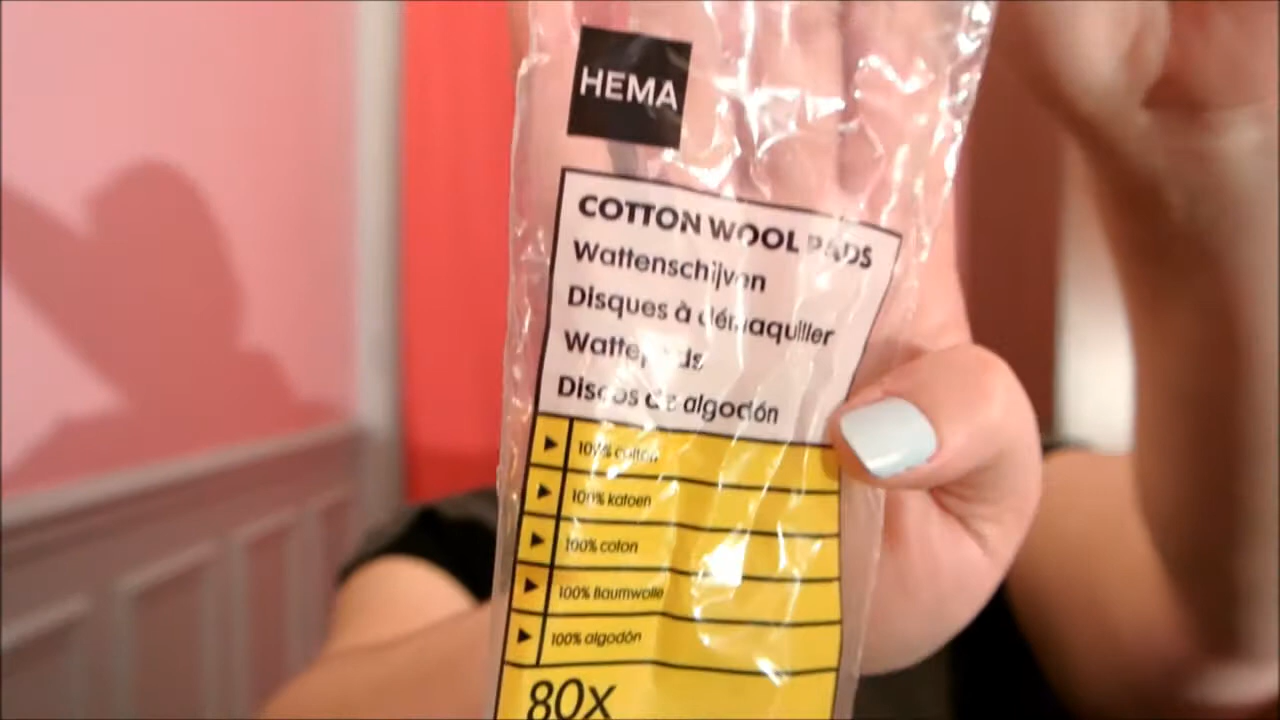 HEMA
COTTON WOOL PADS
Wattenschijven
Disques à démaquiller
Wattepads
Discos de algodón
100% cotton
100% katoen
100% coton
100% Baumwolle
100% algodón
80x